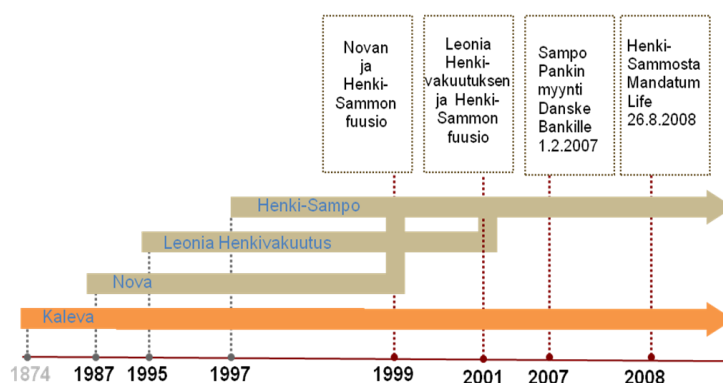 Novan
ja
Henki-
Sammon
fuusio
Leonia
Henki-
vakuutuksen
ja Henki-
Sammon
fuusio
Sampo
Pankin
myynti
Danske
Bankille
1.2.2007
Henki-
Sammosta
Mandatum
Life
26.8.2008
Henki-Sampo
Leonia Henkivakuutus
Nova
Kaleva
1874
1987
1995
1997
1999
2001
2007
2008